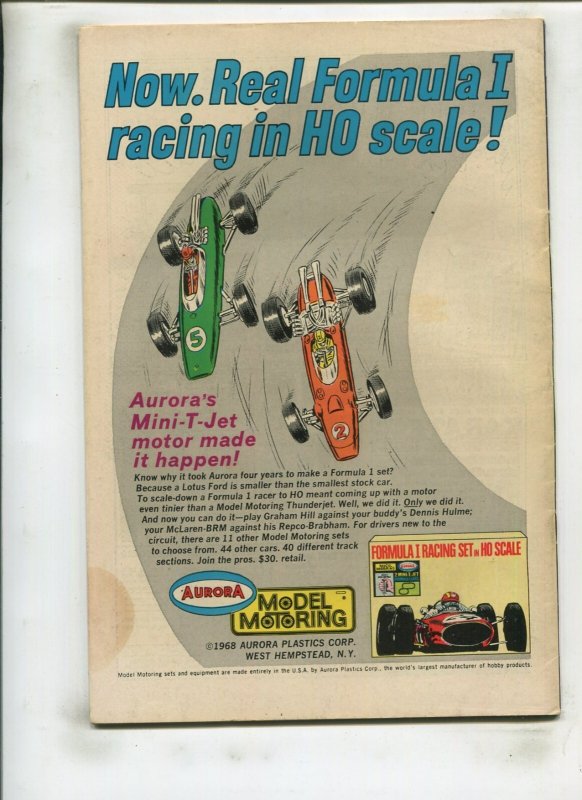 Now. Real Formula I
racing in HO scale!
5
2
Aurora's
Mini-T-Jet
motor made
it happen!
Know why it took Aurora four years to make a Formula 1 set?
Because a Lotus Ford is smaller than the smallest stock car.
To scale-down a Formula 1 racer to HO meant coming up with a motor
even tinier than a Model Motoring Thunderjet. Well, we did it. Only we did it.
And now you can do it—play Graham Hill against your buddy's Dennis Hulme;
your McLaren-BRM against his Repco-Brabham. For drivers new to the
circuit, there are 11 other Model Motoring sets
to choose from. 44 other cars. 40 different track
sections. Join the pros. $30. retail.
FORMULA I RACING SET IN HO SCALE
AURORA
MODEL
MOTORING
©1968 AURORA PLASTICS CORP.
WEST HEMPSTEAD, N.Y.
Model Motoring sets and equipment are made entirely in the U.S.A. by Aurora Plastics Corp., the world's largest manufacturer of hobby products.